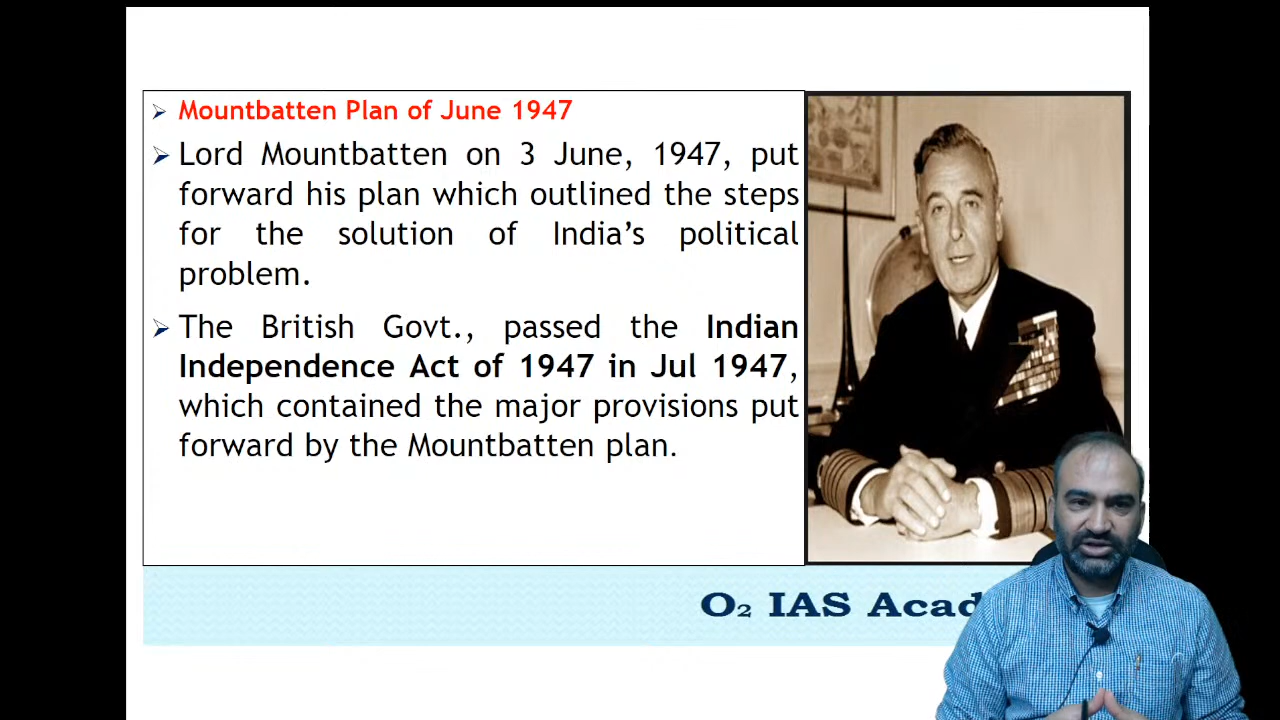 Mountbatten Plan of June 1947
Lord Mountbatten on 3 June, 1947, put
forward his plan which outlined the steps
for the solution of India’s political
problem.
The British Govt., passed the Indian
Independence Act of 1947 in Jul 1947,
which contained the major provisions put
forward by the Mountbatten plan.
O₂ IAS Acad